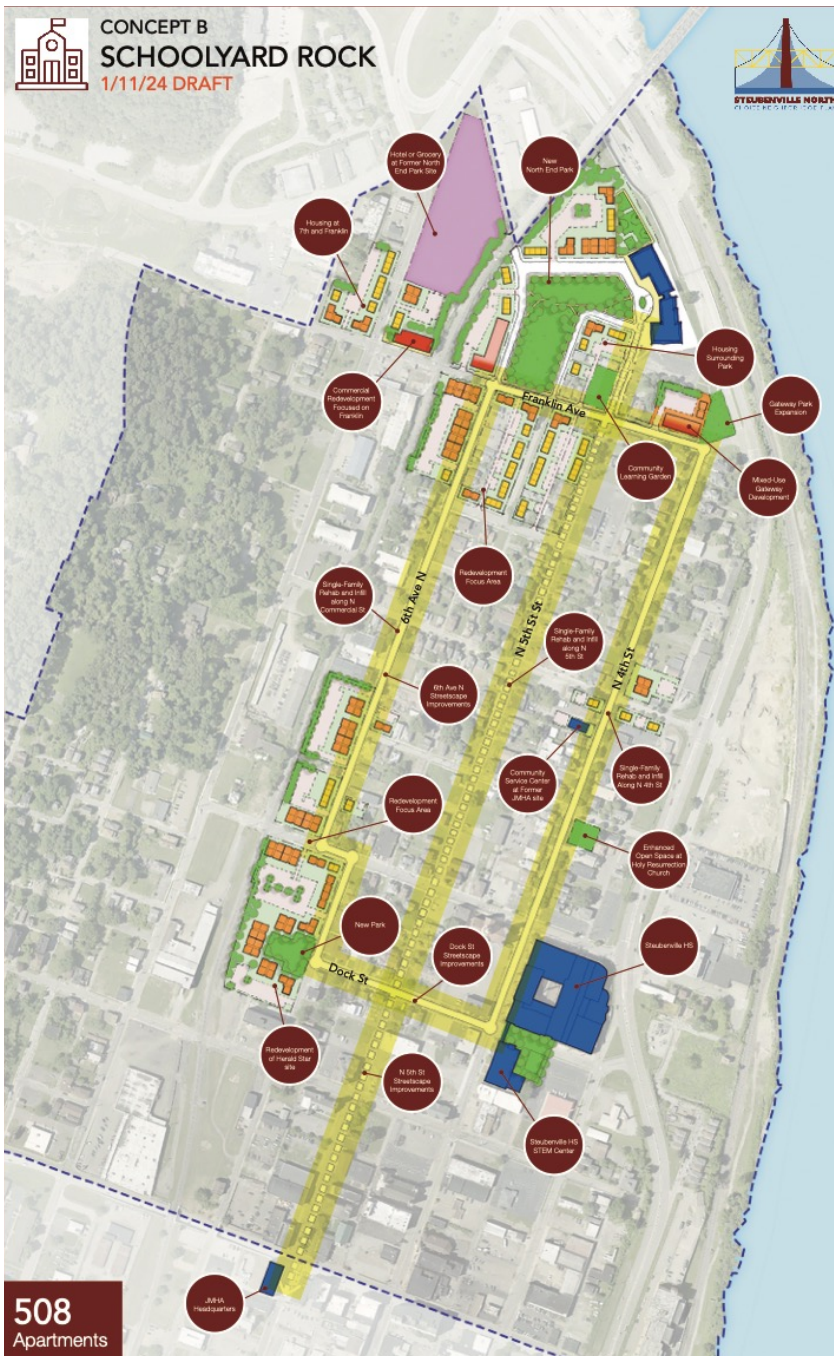 CONCEPT B
SCHOOLYARD ROCK
1/11/24 DRAFT
STEUBENVILLE NORTH
Hotel or Grocery
at Former North
End Park Site
New
North End Park
Housing at
7th and Franklin
Housing
Surrounding
Park
Commercial
Redevelopment
Focused on
Franklin
Franklin Ave
Gateway Park
Expansion
Community
Learning Garden
Mixed-Use
Gateway
Development
Redevelopment
Focus Area
Single-Family
Rehab and Infill
along N
Commercial St
6th Ave N
N 5th St St
Single-Family
Rehab and Infill
along N
5th St
N 4th St
6th Ave N
Streetscape
Improvements
Community
Service Center
at Former
JMHA site
Single-Family
Rehab and Infill
Along N 4th St
Redevelopment
Focus Area
Enhanced
Open Space at
Holy Resurrection
Church
New Park
Dock St
Streetscape
Improvements
Steubenville HS
Dock St
Redevelopment
of Herald Star
site
N 5th St
Streetscape
Improvements
Steubenville HS
STEM Center
JMHA
Headquarters
508
Apartments